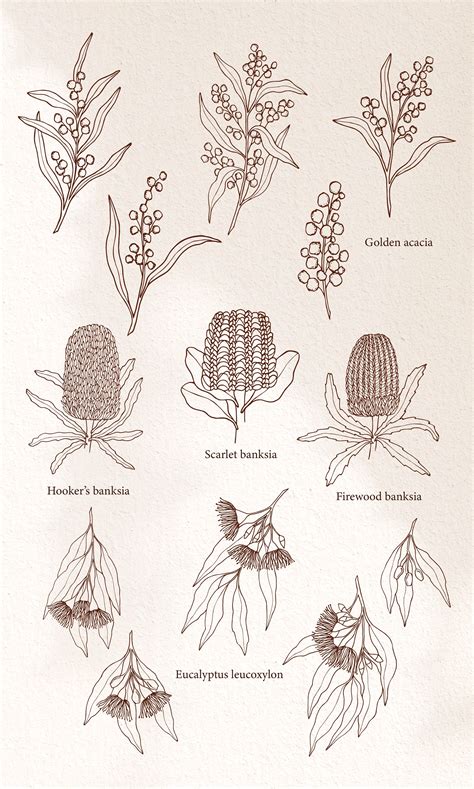 Golden acacia
Scarlet banksia
Hooker's banksia
Firewood banksia
Eucalyptus leucoxylon